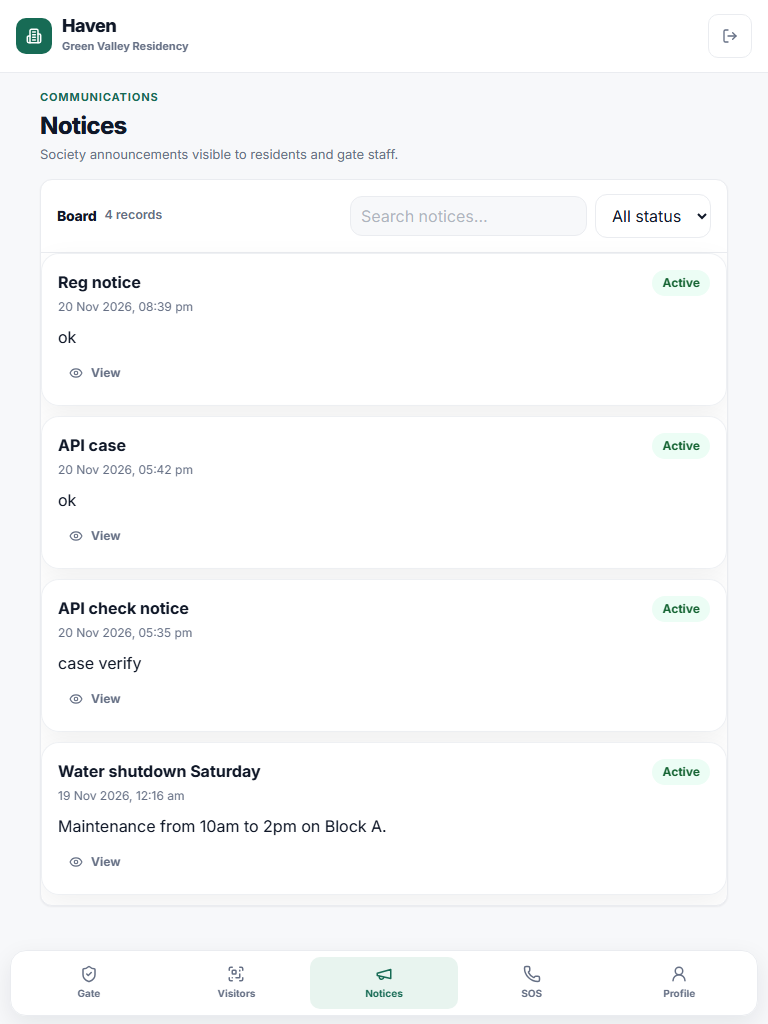 Haven
Green Valley Residency
COMMUNICATIONS
Notices
Society announcements visible to residents and gate staff.
Board 4 records Search notices... All status
Reg notice Active
20 Nov 2026, 08:39 pm
ok
View
API case Active
20 Nov 2026, 05:42 pm
ok
View
API check notice Active
20 Nov 2026, 05:35 pm
case verify
View
Water shutdown Saturday Active
19 Nov 2026, 12:16 am
Maintenance from 10am to 2pm on Block A.
View
Gate Visitors Notices SOS Profile